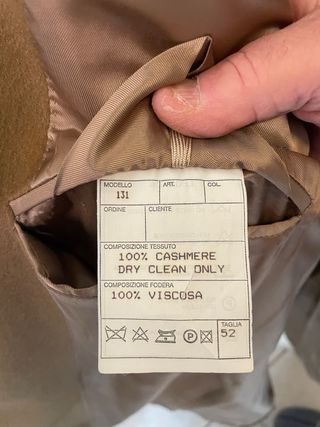 MODELLO ART. COL.
131
ORDINE CLIENTE
COMPOSIZIONE TESSUTO
100% CASHMERE
DRY CLEAN ONLY
COMPOSIZIONE FODERA
100% VISCOSA
TAGLIA
P
52